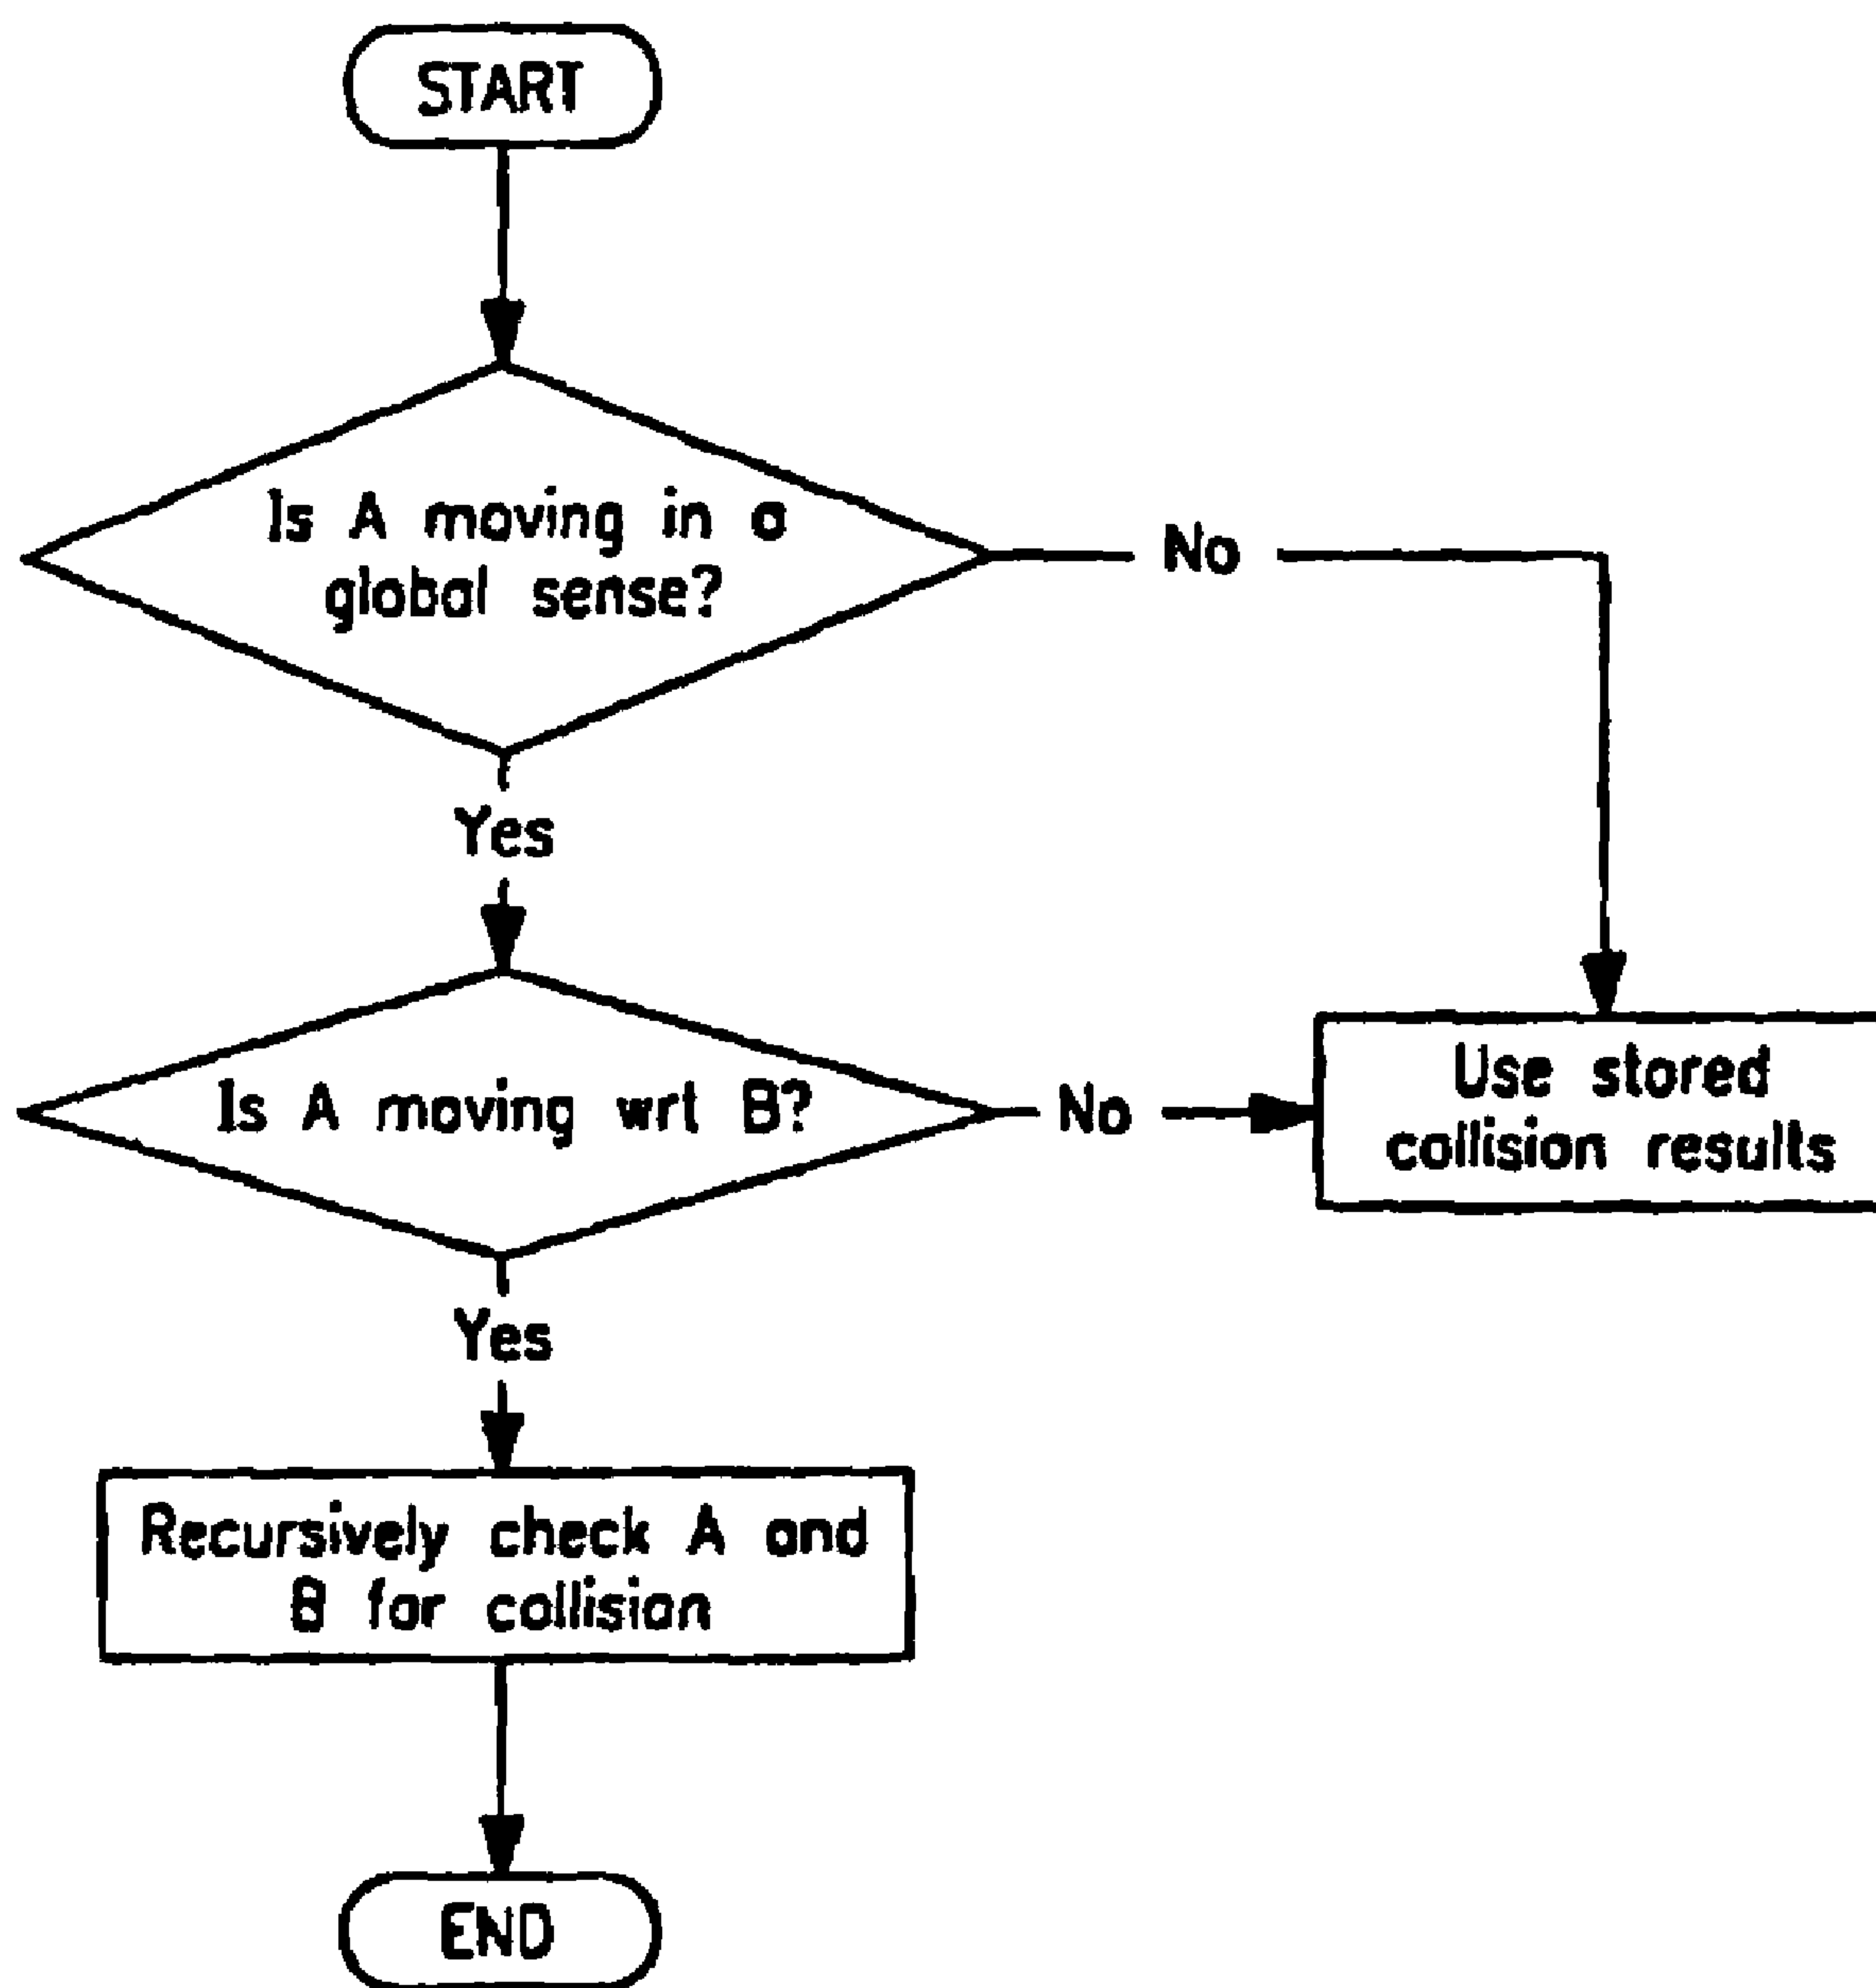 START
Is A moving in a
global sense?
No
Yes
Is A moving wrt B?
No
Use stored
collision results
Yes
Recursively check A and
B for collision
END